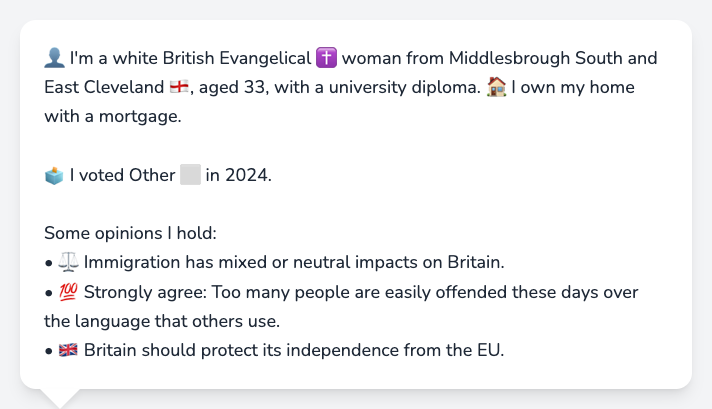 👤 I'm a white British Evangelical ✝️ woman from Middlesbrough South and
East Cleveland 🏴󠁧󠁢󠁥󠁮󠁧󠁿, aged 33, with a university diploma. 🏠 I own my home
with a mortgage.
🗳️ I voted Other ⬜ in 2024.
Some opinions I hold:
• ⚖️ Immigration has mixed or neutral impacts on Britain.
• 💯 Strongly agree: Too many people are easily offended these days over
the language that others use.
• 🇬🇧 Britain should protect its independence from the EU.